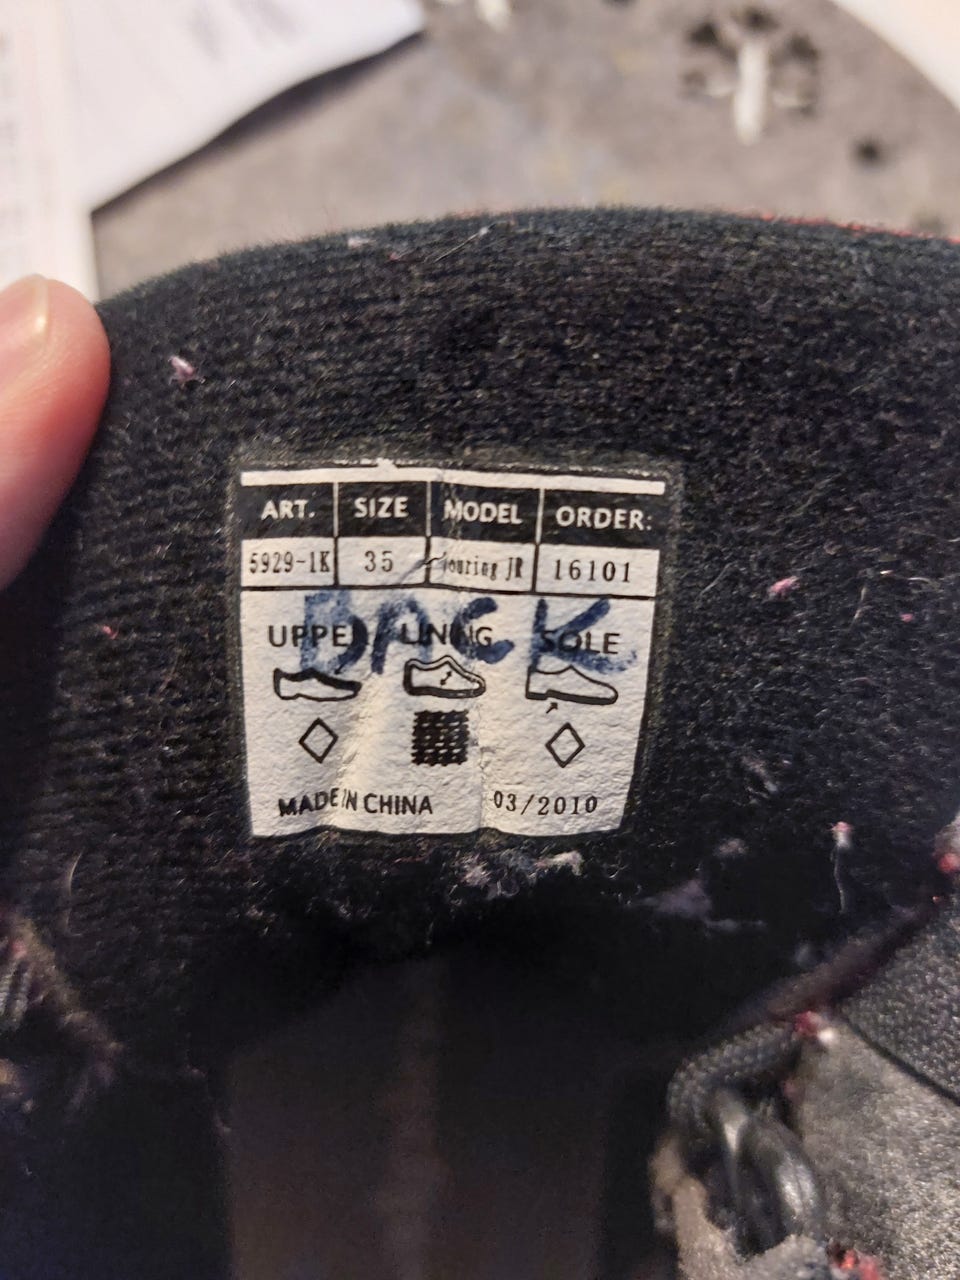 ART. SIZE MODEL ORDER:
5929-1K 35 Touring JR 16101
BACK
UPPER LINING SOLE
MADE IN CHINA 03/2010